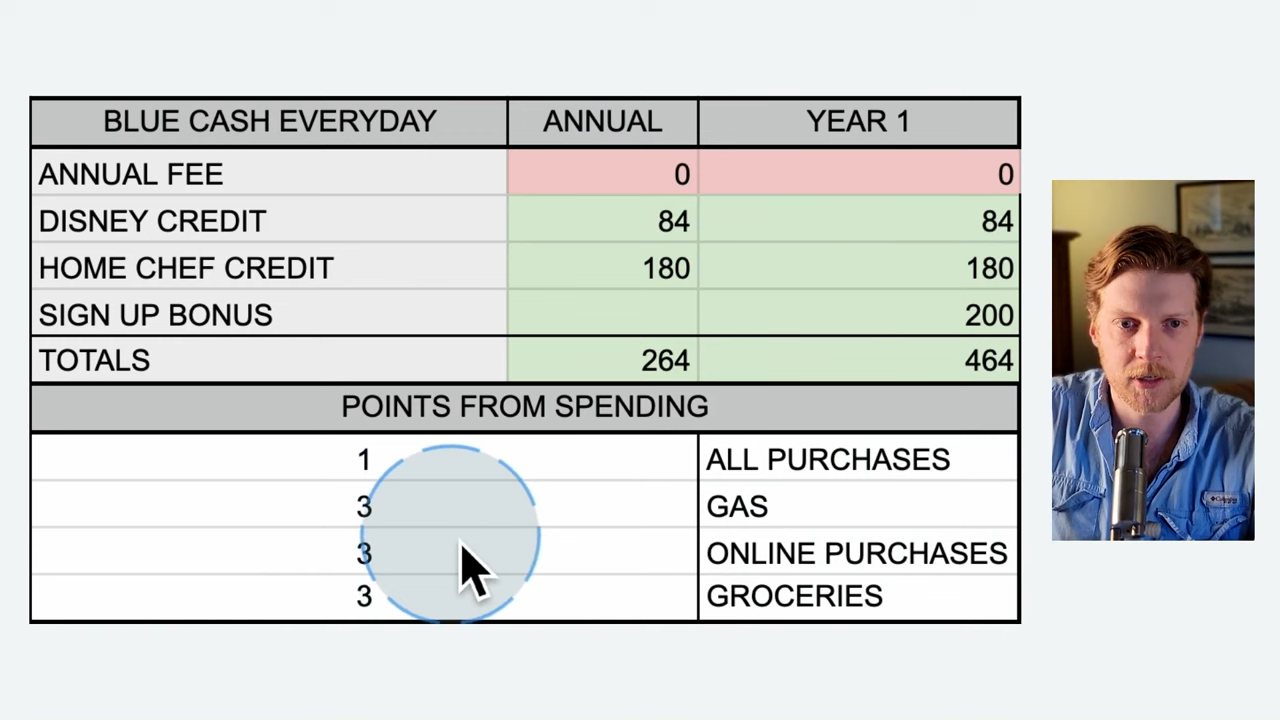 BLUE CASH EVERYDAY ANNUAL YEAR 1
ANNUAL FEE 0 0
DISNEY CREDIT 84 84
HOME CHEF CREDIT 180 180
SIGN UP BONUS 200
TOTALS 264 464
POINTS FROM SPENDING
1 ALL PURCHASES
3 GAS
3 ONLINE PURCHASES
3 GROCERIES